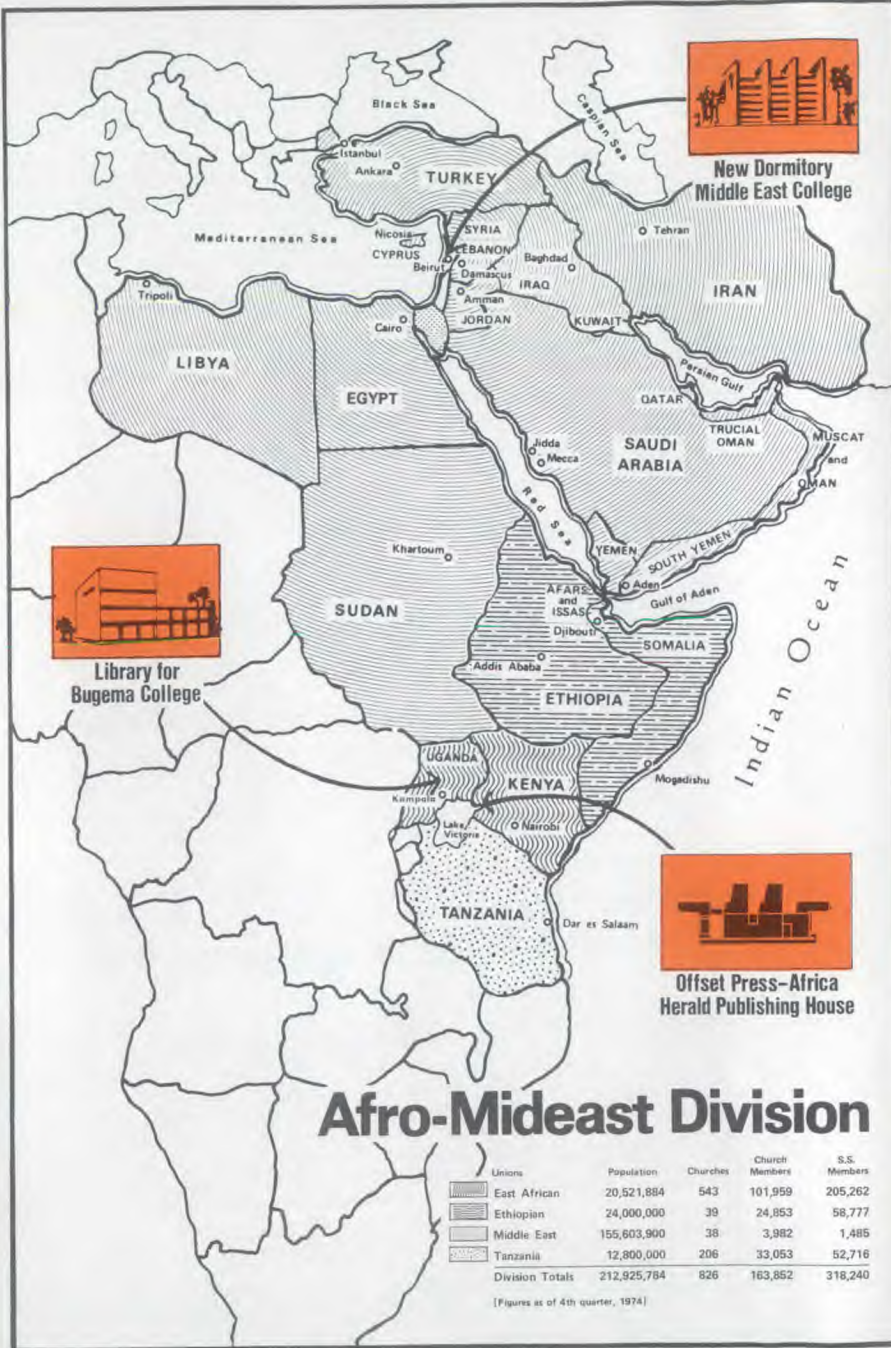 Black Sea
Caspian Sea
New Dormitory
Middle East College
Istanbul
Ankara
TURKEY
Tehran
Mediterranean Sea
Nicosia
CYPRUS
SYRIA
LEBANON
Beirut
Damascus
Baghdad
IRAQ
IRAN
Amman
JORDAN
KUWAIT
Tripoli
Cairo
LIBYA
EGYPT
Persian Gulf
QATAR
TRUCIAL
OMAN
MUSCAT
and
OMAN
SAUDI
ARABIA
Jidda
Mecca
Red Sea
Khartoum
YEMEN
SOUTH YEMEN
Aden
Gulf of Aden
AFARS
and
ISSAS
Djibouti
SUDAN
SOMALIA
Addis Ababa
ETHIOPIA
Indian Ocean
Library for
Bugema College
UGANDA
KENYA
Mogadishu
Kampala
Lake
Victoria
Nairobi
TANZANIA
Dar es Salaam
Offset Press–Africa
Herald Publishing House
Afro-Mideast Division
Unions Population Churches Church Members S.S. Members
East African 20,521,884 543 101,959 205,262
Ethiopian 24,000,000 39 24,853 58,777
Middle East 155,603,900 38 3,982 1,485
Tanzania 12,800,000 206 33,053 52,716
Division Totals 212,925,784 826 163,852 318,240
[Figures as of 4th quarter, 1974]